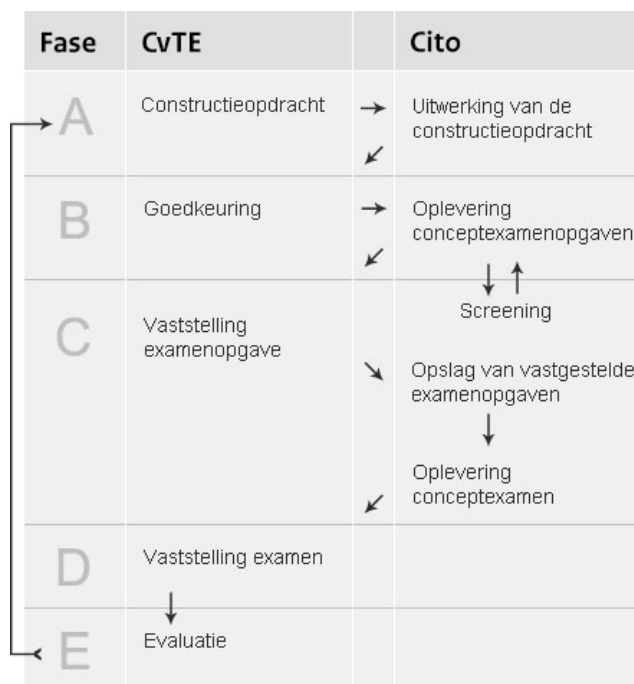 Fase CvTE Cito
A Constructieopdracht Uitwerking van de
constructieopdracht
B Goedkeuring Oplevering
conceptexamenopgaven
Screening
C Vaststelling
examenopgave
Opslag van vastgestelde
examenopgaven
Oplevering
conceptexamen
D Vaststelling examen
E Evaluatie